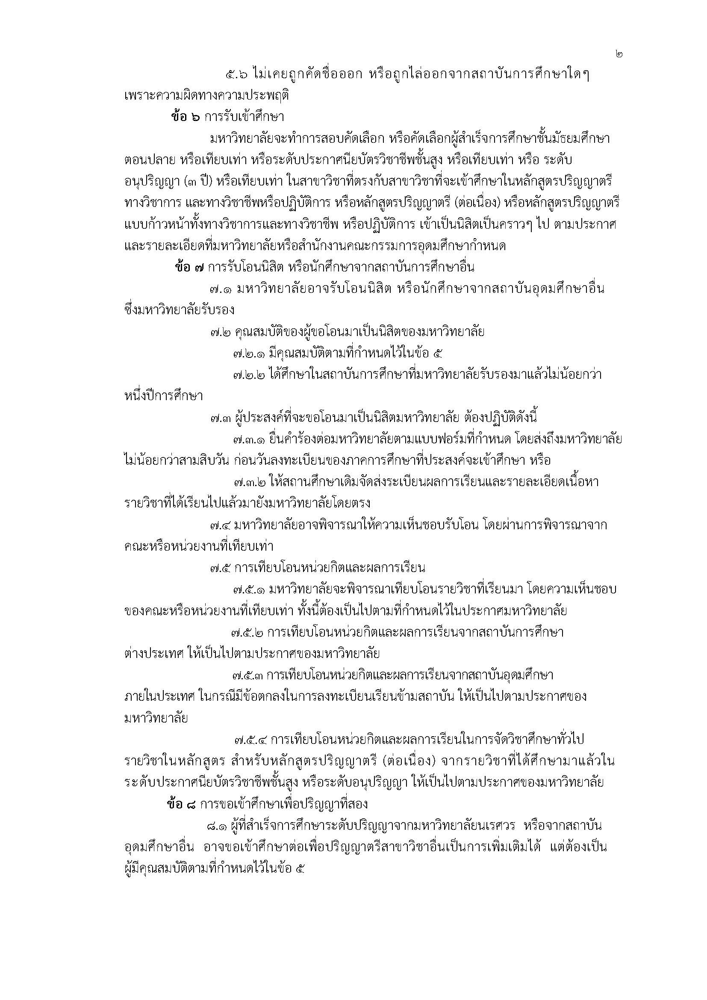 ๒
๕.๖ ไม่เคยถูกคัดชื่อออก หรือถูกไล่ออกจากสถาบันการศึกษาใดๆ
เพราะความผิดทางความประพฤติ
ข้อ ๖ การรับเข้าศึกษา
มหาวิทยาลัยจะทำการสอบคัดเลือก หรือคัดเลือกผู้สำเร็จการศึกษาชั้นมัธยมศึกษา
ตอนปลาย หรือเทียบเท่า หรือระดับประกาศนียบัตรวิชาชีพชั้นสูง หรือเทียบเท่า หรือ ระดับ
อนุปริญญา (๓ ปี) หรือเทียบเท่า ในสาขาวิชาที่ตรงกับสาขาวิชาที่จะเข้าศึกษาในหลักสูตรปริญญาตรี
ทางวิชาการ และทางวิชาชีพหรือปฏิบัติการ หรือหลักสูตรปริญญาตรี (ต่อเนื่อง) หรือหลักสูตรปริญญาตรี
แบบก้าวหน้าทั้งทางวิชาการและทางวิชาชีพ หรือปฏิบัติการ เข้าเป็นนิสิตเป็นคราวๆ ไป ตามประกาศ
และรายละเอียดที่มหาวิทยาลัยหรือสำนักงานคณะกรรมการอุดมศึกษากำหนด
ข้อ ๗ การรับโอนนิสิต หรือนักศึกษาจากสถาบันการศึกษาอื่น
๗.๑ มหาวิทยาลัยอาจรับโอนนิสิต หรือนักศึกษาจากสถาบันอุดมศึกษาอื่น
ซึ่งมหาวิทยาลัยรับรอง
๗.๒ คุณสมบัติของผู้ขอโอนมาเป็นนิสิตของมหาวิทยาลัย
๗.๒.๑ มีคุณสมบัติตามที่กำหนดไว้ในข้อ ๕
๗.๒.๒ ได้ศึกษาในสถาบันการศึกษาที่มหาวิทยาลัยรับรองมาแล้วไม่น้อยกว่า
หนึ่งปีการศึกษา
๗.๓ ผู้ประสงค์ที่จะขอโอนมาเป็นนิสิตมหาวิทยาลัย ต้องปฏิบัติดังนี้
๗.๓.๑ ยื่นคำร้องต่อมหาวิทยาลัยตามแบบฟอร์มที่กำหนด โดยส่งถึงมหาวิทยาลัย
ไม่น้อยกว่าสามสิบวัน ก่อนวันลงทะเบียนของภาคการศึกษาที่ประสงค์จะเข้าศึกษา หรือ
๗.๓.๒ ให้สถานศึกษาเดิมจัดส่งระเบียนผลการเรียนและรายละเอียดเนื้อหา
รายวิชาที่ได้เรียนไปแล้วมายังมหาวิทยาลัยโดยตรง
๗.๔ มหาวิทยาลัยอาจพิจารณาให้ความเห็นชอบรับโอน โดยผ่านการพิจารณาจาก
คณะหรือหน่วยงานที่เทียบเท่า
๗.๕ การเทียบโอนหน่วยกิตและผลการเรียน
๗.๕.๑ มหาวิทยาลัยจะพิจารณาเทียบโอนรายวิชาที่เรียนมา โดยความเห็นชอบ
ของคณะหรือหน่วยงานที่เทียบเท่า ทั้งนี้ต้องเป็นไปตามที่กำหนดไว้ในประกาศมหาวิทยาลัย
๗.๕.๒ การเทียบโอนหน่วยกิตและผลการเรียนจากสถาบันการศึกษา
ต่างประเทศ ให้เป็นไปตามประกาศของมหาวิทยาลัย
๗.๕.๓ การเทียบโอนหน่วยกิตและผลการเรียนจากสถาบันอุดมศึกษา
ภายในประเทศ ในกรณีมีข้อตกลงในการลงทะเบียนเรียนข้ามสถาบัน ให้เป็นไปตามประกาศของ
มหาวิทยาลัย
๗.๕.๔ การเทียบโอนหน่วยกิตและผลการเรียนในการจัดวิชาศึกษาทั่วไป
รายวิชาในหลักสูตร สำหรับหลักสูตรปริญญาตรี (ต่อเนื่อง) จากรายวิชาที่ได้ศึกษามาแล้วใน
ระดับประกาศนียบัตรวิชาชีพชั้นสูง หรือระดับอนุปริญญา ให้เป็นไปตามประกาศของมหาวิทยาลัย
ข้อ ๘ การขอเข้าศึกษาเพื่อปริญญาที่สอง
๘.๑ ผู้ที่สำเร็จการศึกษาระดับปริญญาจากมหาวิทยาลัยนเรศวร หรือจากสถาบัน
อุดมศึกษาอื่น อาจขอเข้าศึกษาต่อเพื่อปริญญาตรีสาขาวิชาอื่นเป็นการเพิ่มเติมได้ แต่ต้องเป็น
ผู้มีคุณสมบัติตามที่กำหนดไว้ในข้อ ๕